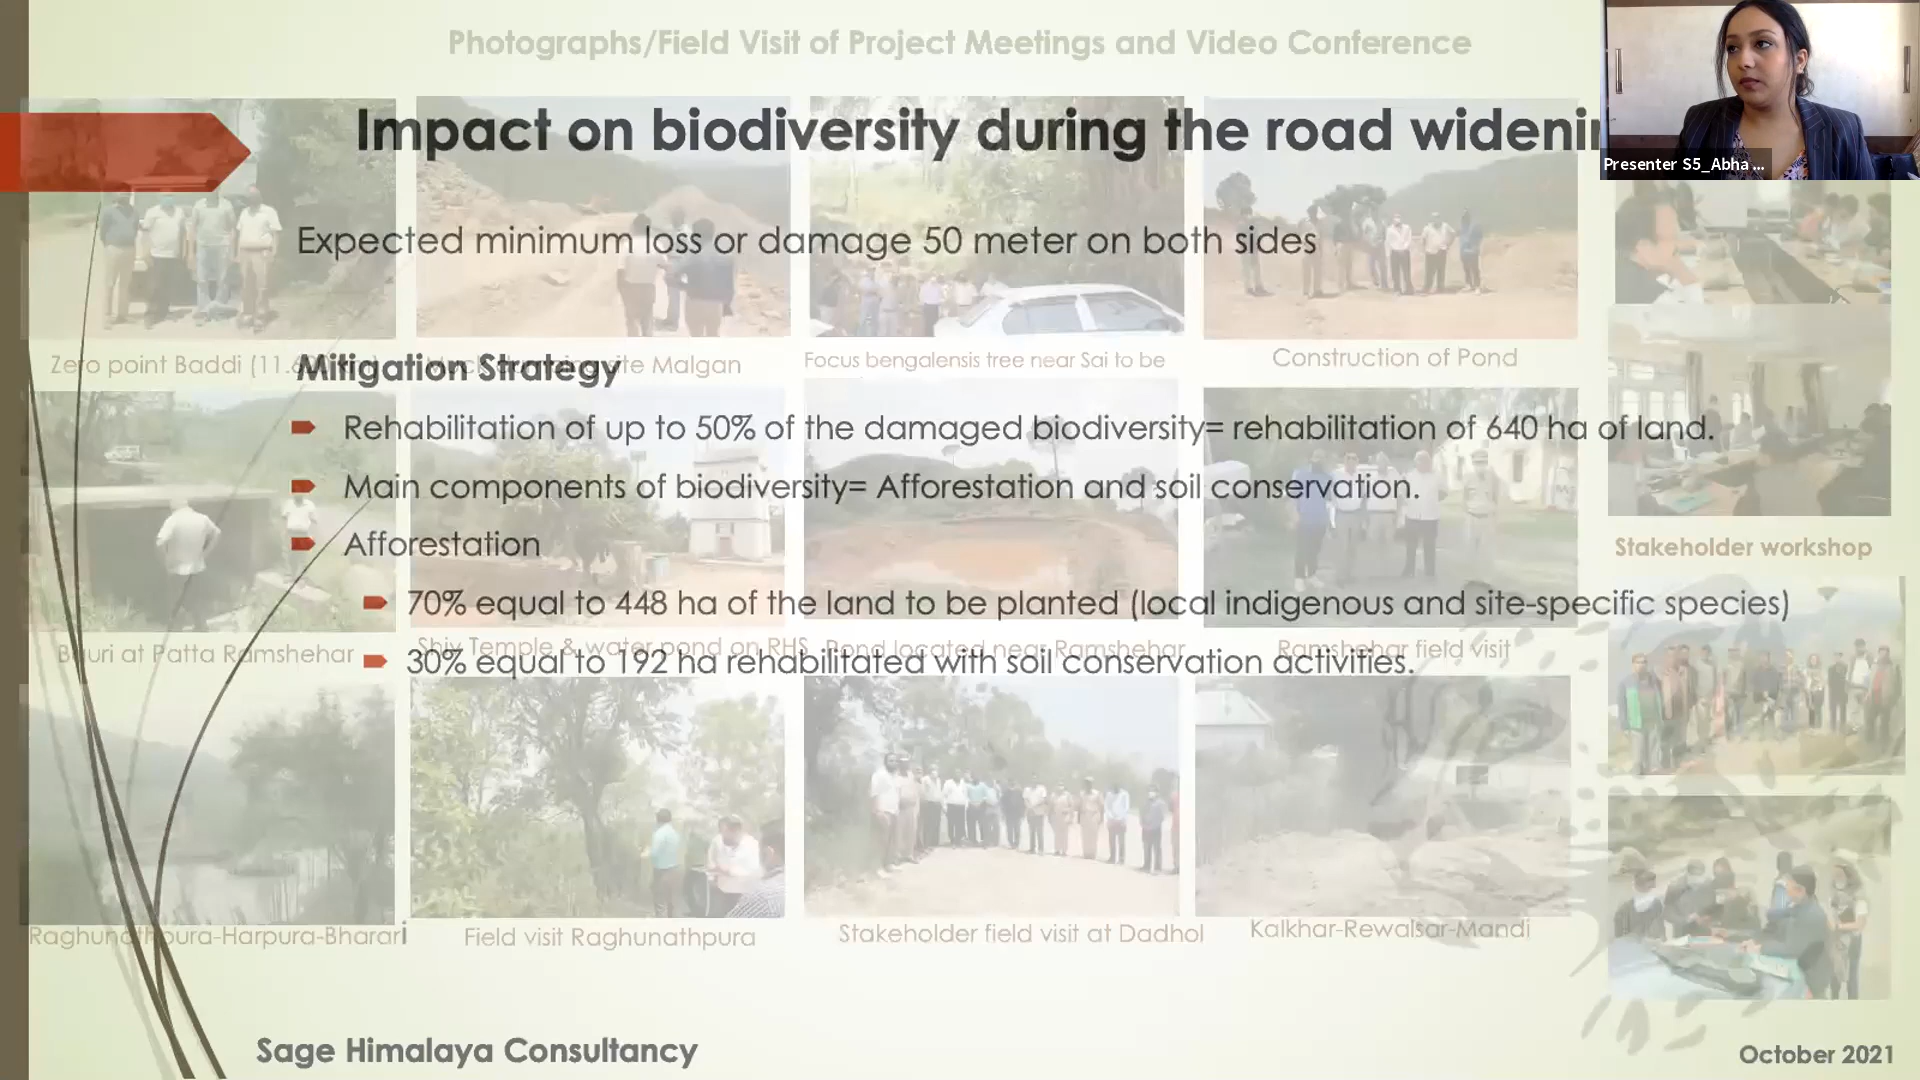 Photographs/Field Visit of Project Meetings and Video Conference
Impact on biodiversity during the road
Presenter S5_Abha ...
Expected minimum loss or damage 50 meter on both sides
Zero point Baddi
site Malgan
Focus bengalensis tree near Sai to be
Construction of Pond
Mitigation Strategy
Rehabilitation of up to 50% of the damaged biodiversity= rehabilitation of 640 ha of land.
Main components of biodiversity= Afforestation and soil conservation.
Afforestation
Stakeholder workshop
70% equal to 448 ha of the land to be planted (local indigenous and site-specific species)
Bauri at Patta Ramshehar
Shiv Temple & water pond on RHS
Pond located near Ramshehar
Ramshehar field visit
30% equal to 192 ha rehabilitated with soil conservation activities.
Raghunathpura-Harpura-Bharari
Field visit Raghunathpura
Stakeholder field visit at Dadhol
Kalkhar-Rewalsar-Mandi
Sage Himalaya Consultancy
October 2021